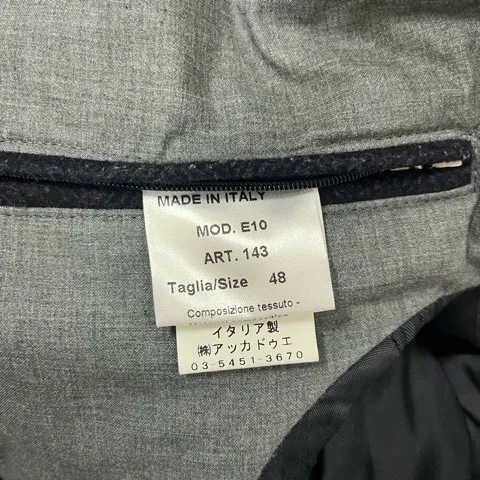 MADE IN ITALY
MOD. E10
ART. 143
Taglia/Size 48
Composizione tessuto -
イタリア製
㈱アッカドゥエ
03-5451-3670